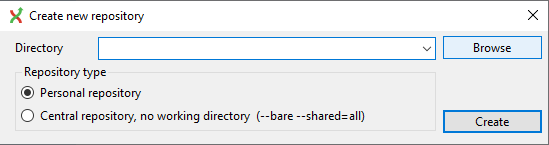 Create new repository
Directory
Browse
Repository type
Personal repository
Central repository, no working directory  (--bare --shared=all)
Create